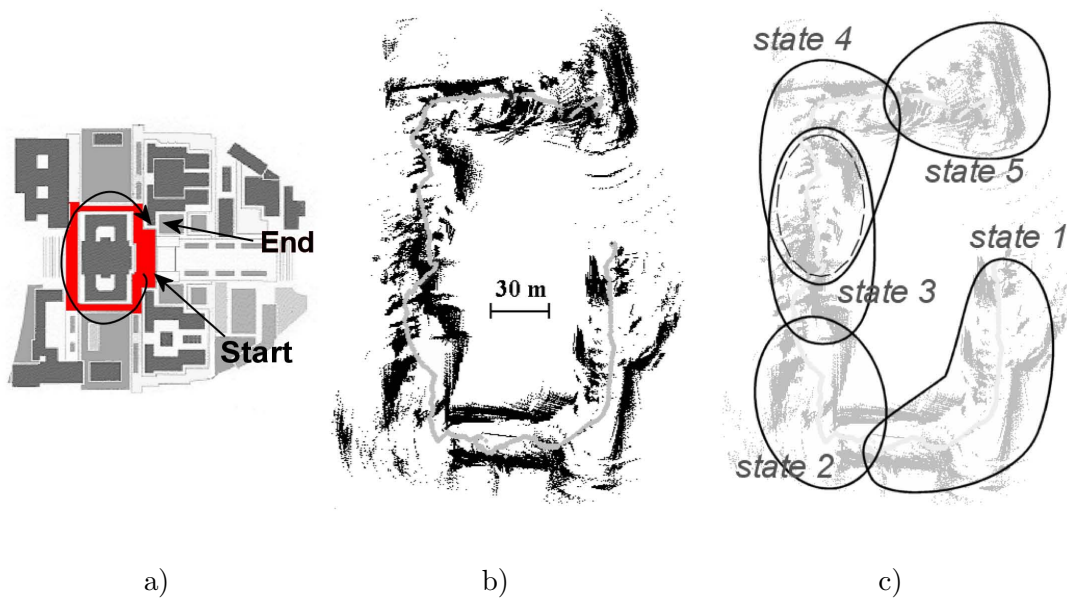 End
Start
a)
30 m
b)
state 4
state 5
state 1
state 3
state 2
c)